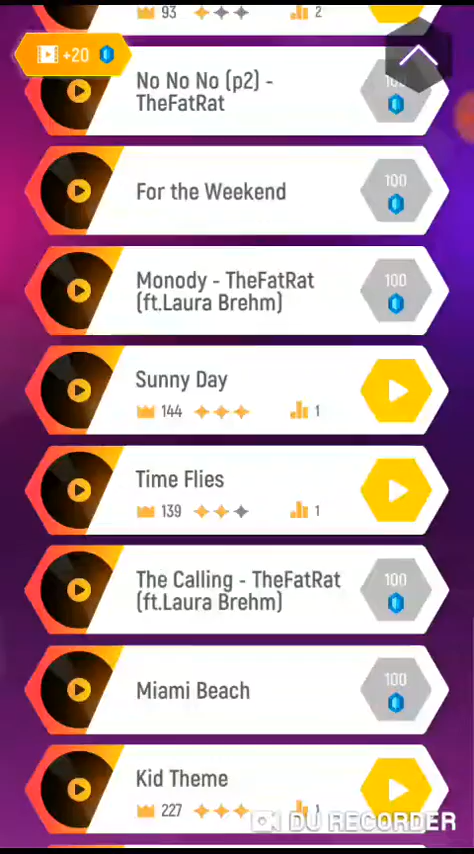 93 2
+20
No No No (p2) -
TheFatRat
For the Weekend
100
Monody - TheFatRat
(ft.Laura Brehm)
100
Sunny Day
144 1
Time Flies
139 1
The Calling - TheFatRat
(ft.Laura Brehm)
100
Miami Beach
100
Kid Theme
227 1
DU RECORDER